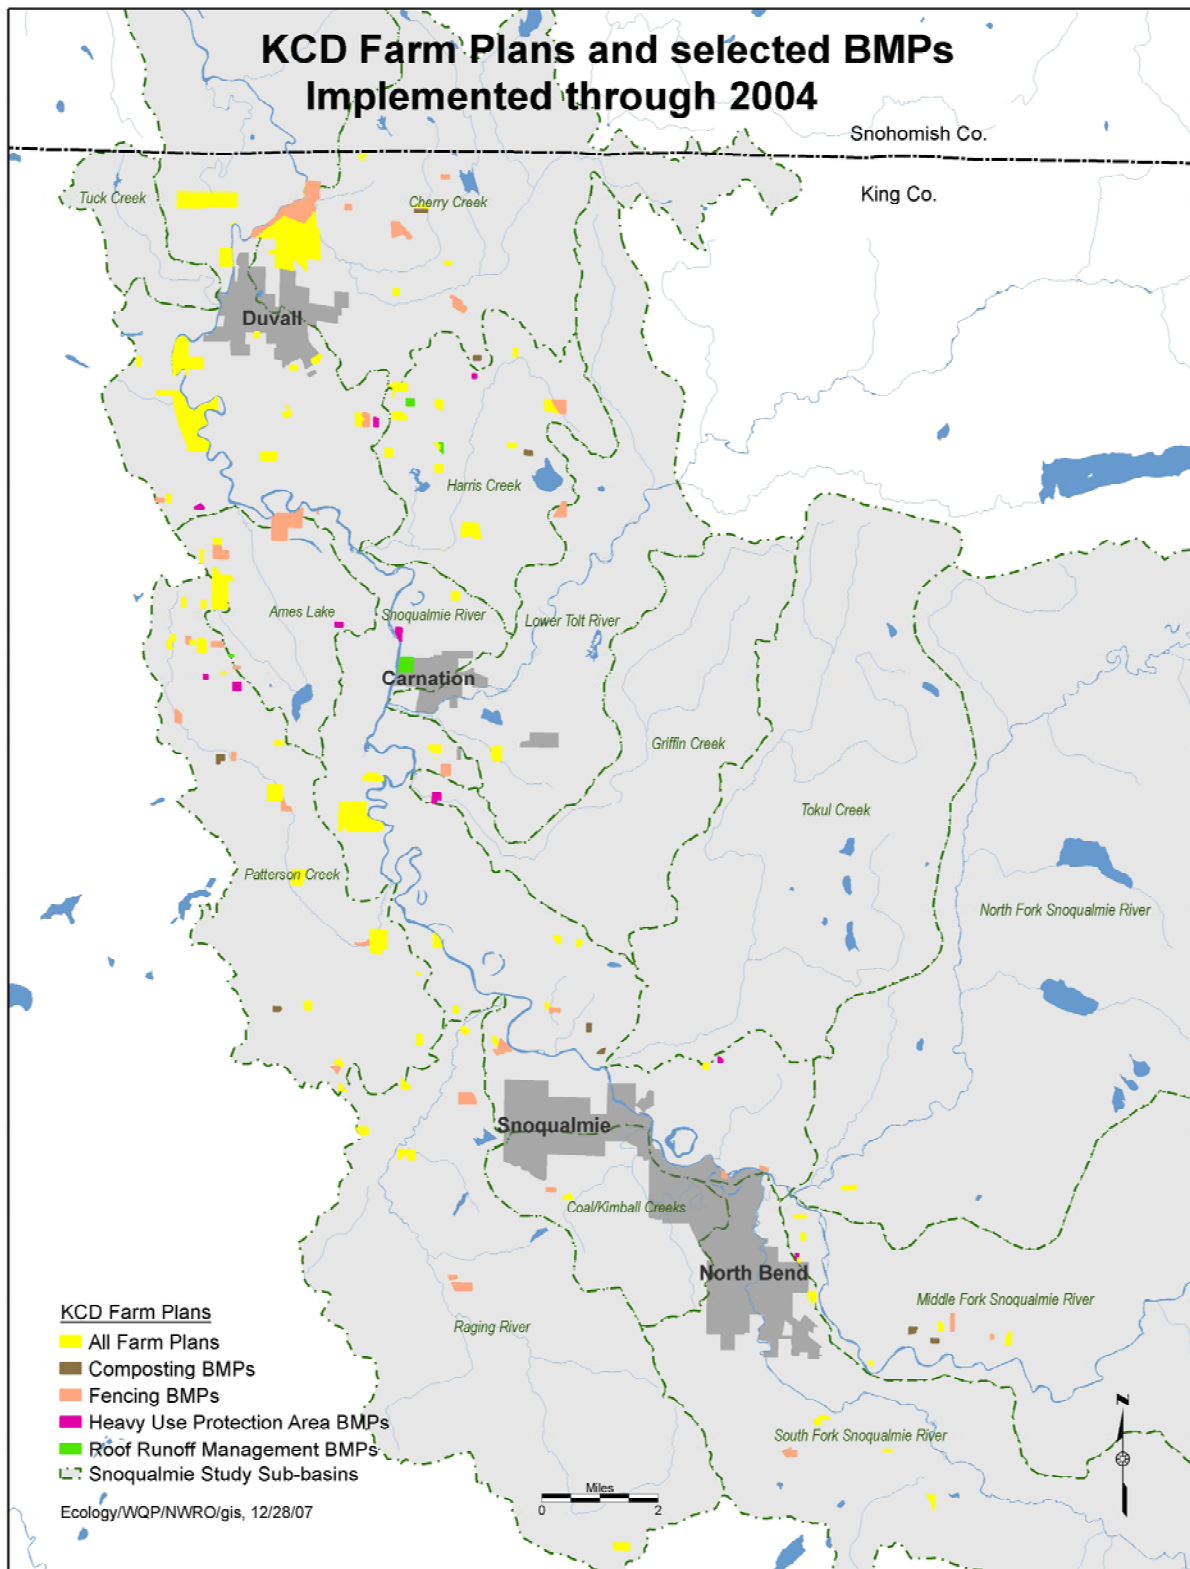 KCD Farm Plans and selected BMPs
Implemented through 2004
Snohomish Co.
King Co.
Tuck Creek
Cherry Creek
Duvall
Harris Creek
Ames Lake
Snoqualmie River
Lower Tolt River
Carnation
Griffin Creek
Tokul Creek
Patterson Creek
North Fork Snoqualmie River
Snoqualmie
Coal/Kimball Creeks
North Bend
Middle Fork Snoqualmie River
Raging River
South Fork Snoqualmie River
KCD Farm Plans
All Farm Plans
Composting BMPs
Fencing BMPs
Heavy Use Protection Area BMPs
Roof Runoff Management BMPs
Snoqualmie Study Sub-basins
Ecology/WQP/NWRO/gis, 12/28/07
Miles
0 2
N